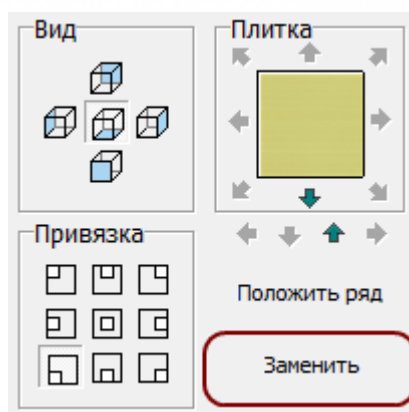 Вид
Плитка
Привязка
Положить ряд
Заменить